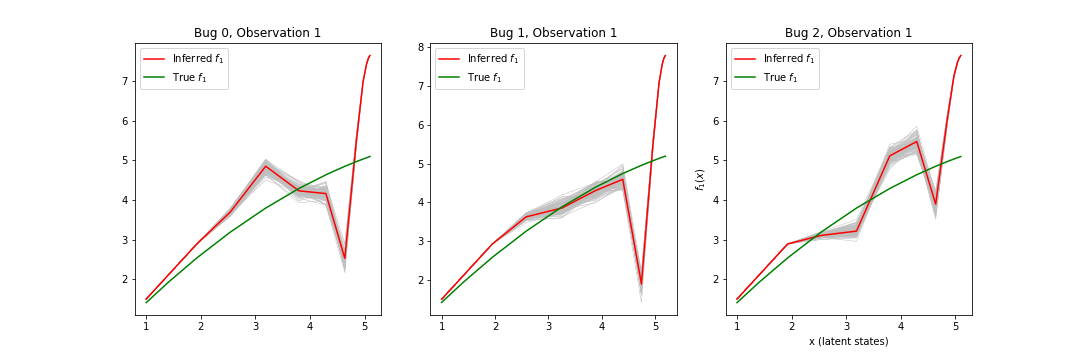 Bug 0, Observation 1
Inferred f₁
True f₁
7
6
5
4
3
2
1 2 3 4 5
Bug 1, Observation 1
Inferred f₁
True f₁
8
7
6
5
4
3
2
1 2 3 4 5
Bug 2, Observation 1
Inferred f₁
True f₁
f₁(x)
7
6
5
4
3
2
1 2 3 4 5
x (latent states)